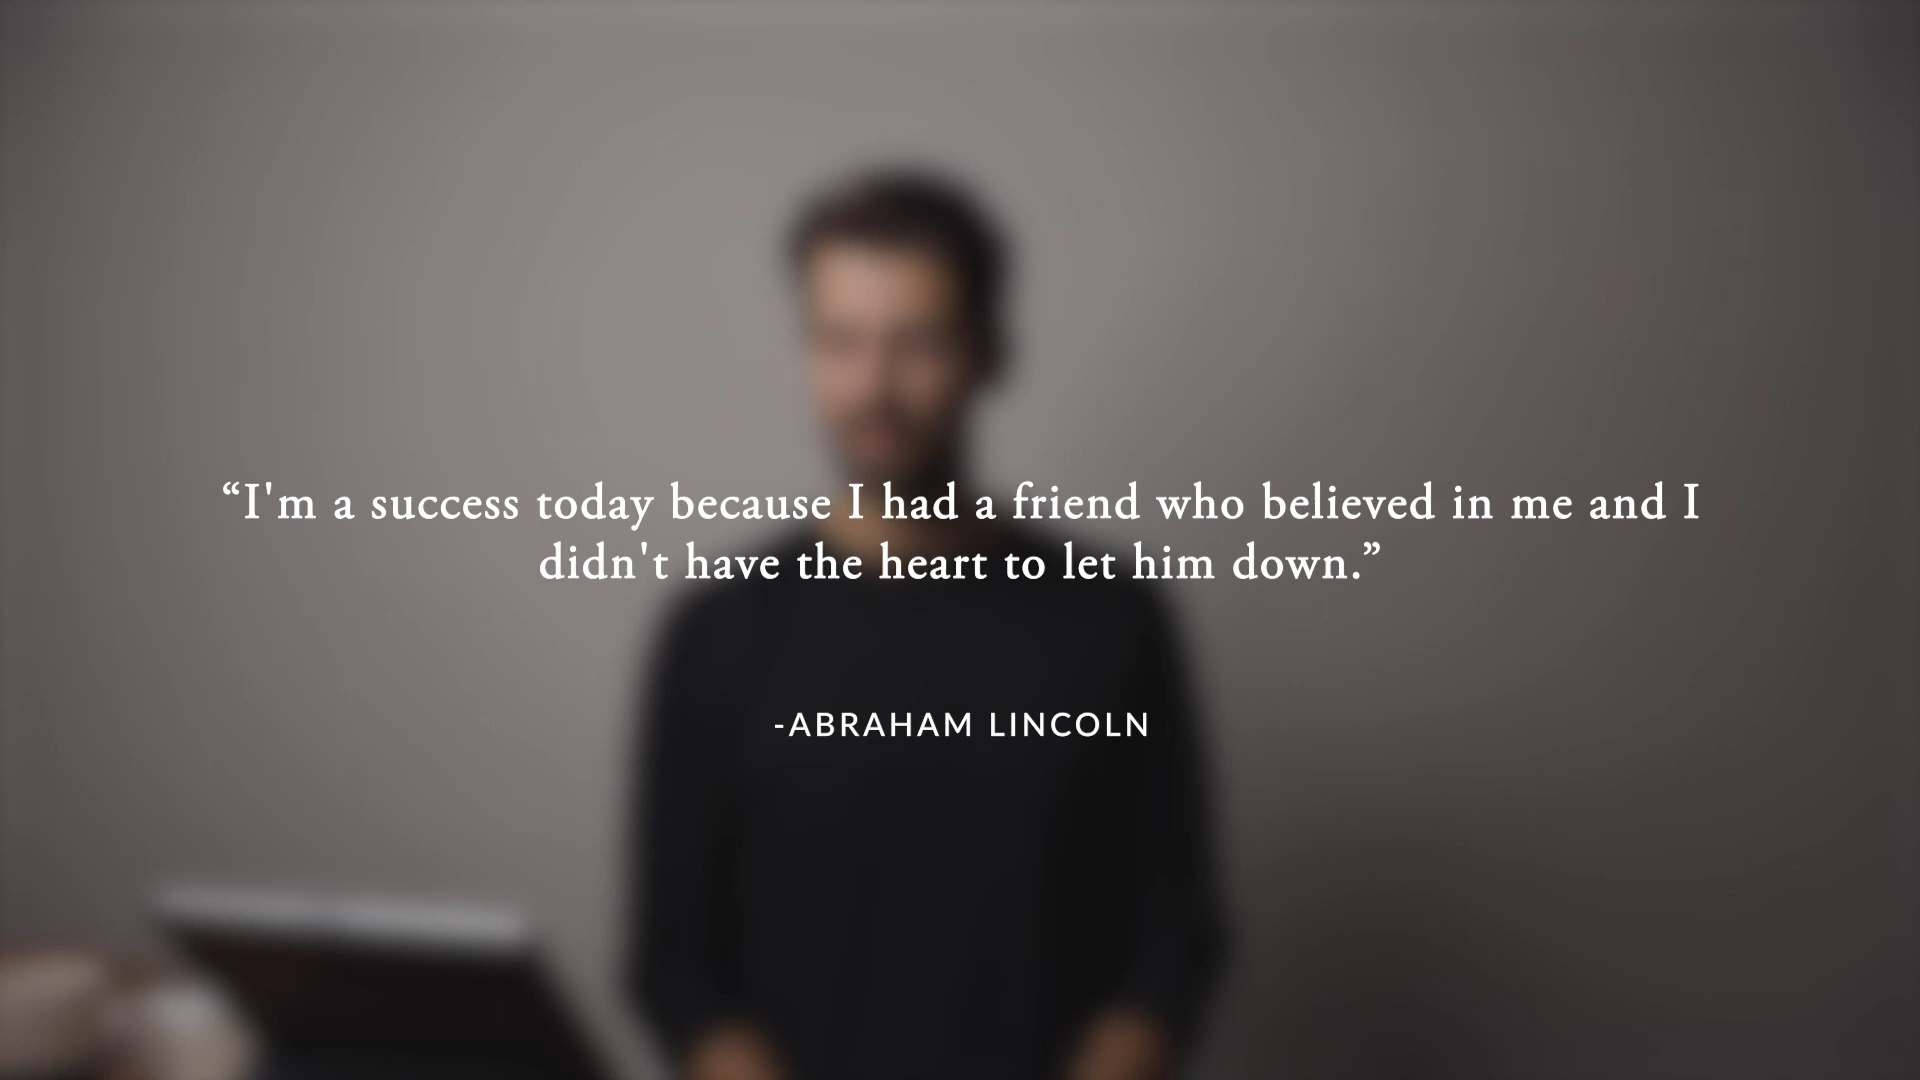 “I'm a success today because I had a friend who believed in me and I
didn't have the heart to let him down.”
-ABRAHAM LINCOLN